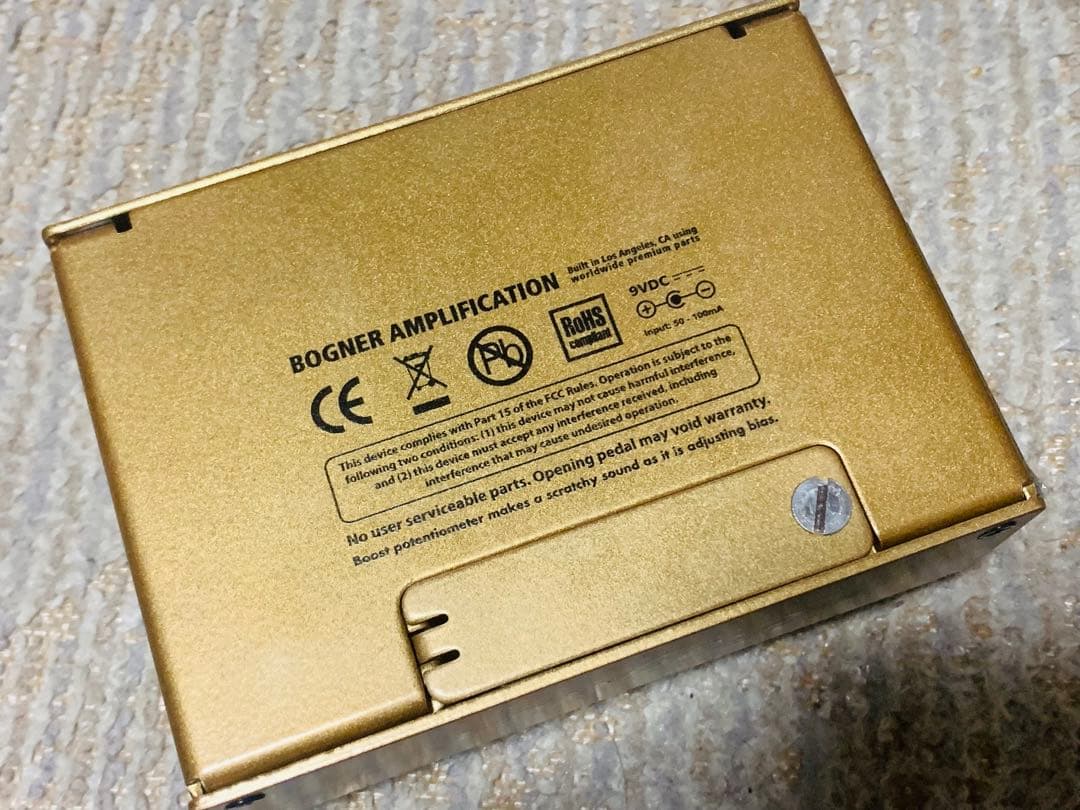 BOGNER AMPLIFICATION
Built in Los Angeles, CA using
worldwide premium parts
CE
Pb
RoHS
compliant
9VDC
+ −
Input: 50 - 100mA
This device complies with Part 15 of the FCC Rules. Operation is subject to the
following two conditions: (1) this device may not cause harmful interference,
and (2) this device must accept any interference received, including
interference that may cause undesired operation.
No user serviceable parts. Opening pedal may void warranty.
Boost potentiometer makes a scratchy sound as it is adjusting bias.